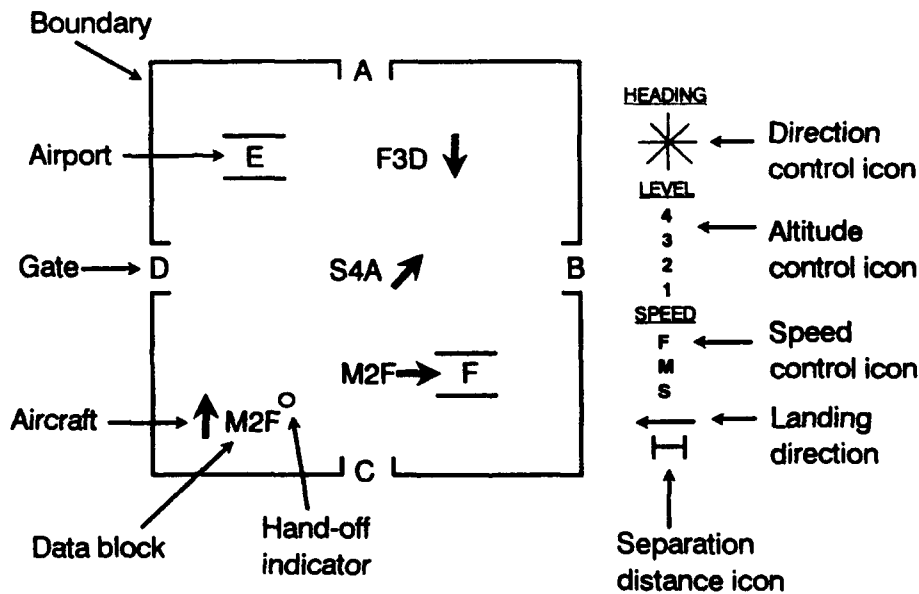 Boundary
A
HEADING
Direction
control icon
Airport
E
F3D
LEVEL
4
3
2
1
Altitude
control icon
Gate
D
S4A
B
SPEED
F
M
S
Speed
control icon
M2F
F
Aircraft
M2F
Landing
direction
C
Data block
Hand-off
indicator
Separation
distance icon